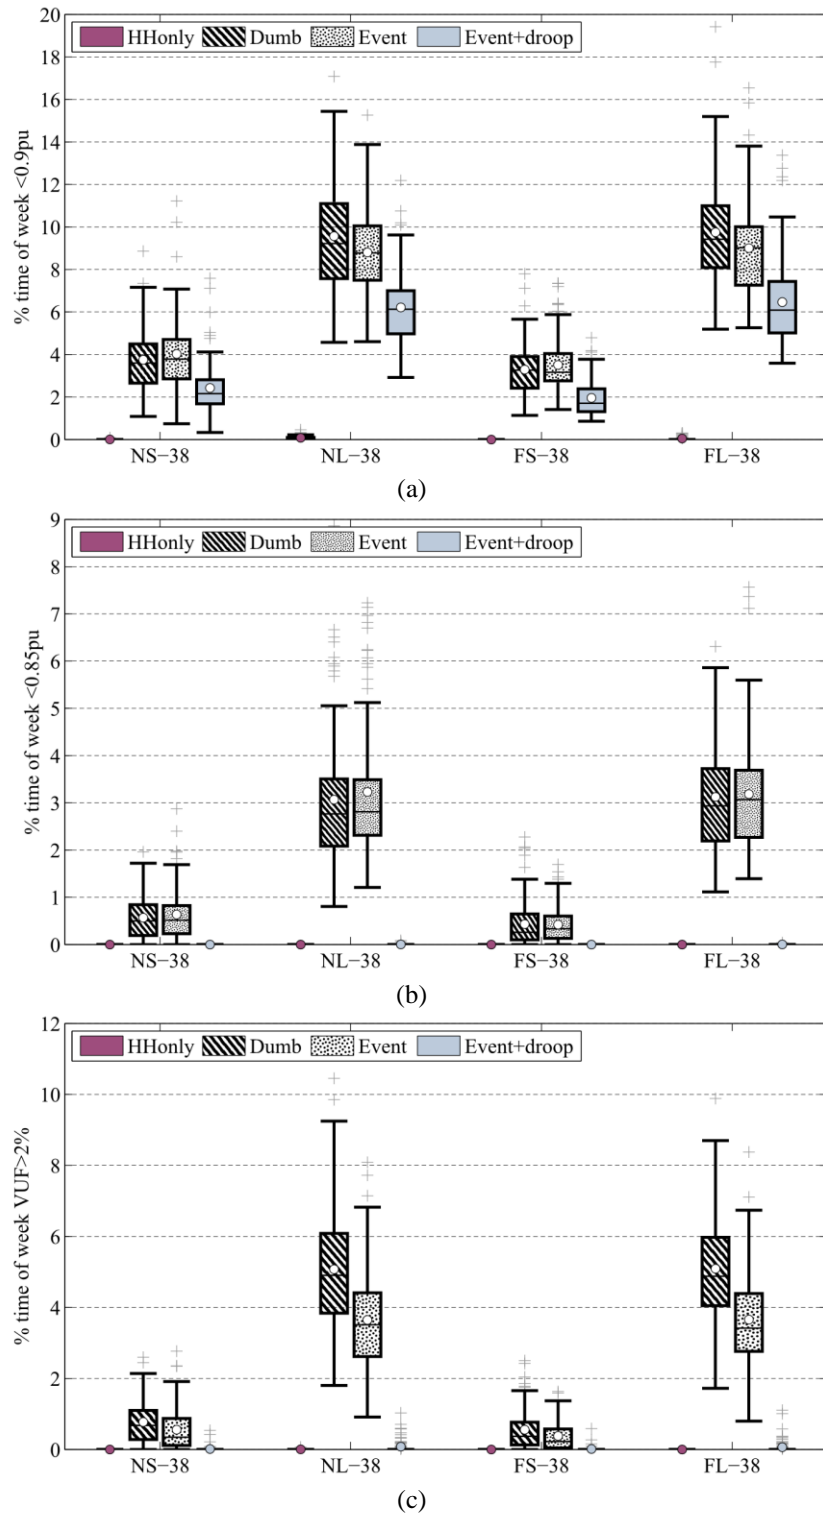 20
18
16
14
12
10
8
6
4
2
0
% time of week <0.9pu
HHonly Dumb Event Event+droop
NS−38 NL−38 FS−38 FL−38
(a)
9
8
7
6
5
4
3
2
1
0
% time of week <0.85pu
HHonly Dumb Event Event+droop
NS−38 NL−38 FS−38 FL−38
(b)
12
10
8
6
4
2
0
% time of week VUF>2%
HHonly Dumb Event Event+droop
NS−38 NL−38 FS−38 FL−38
(c)